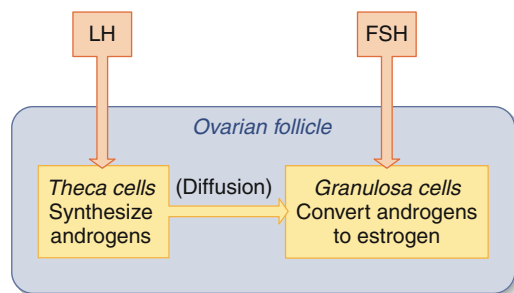 LH
FSH
Ovarian follicle
Theca cells
Synthesize
androgens
(Diffusion)
Granulosa cells
Convert androgens
to estrogen